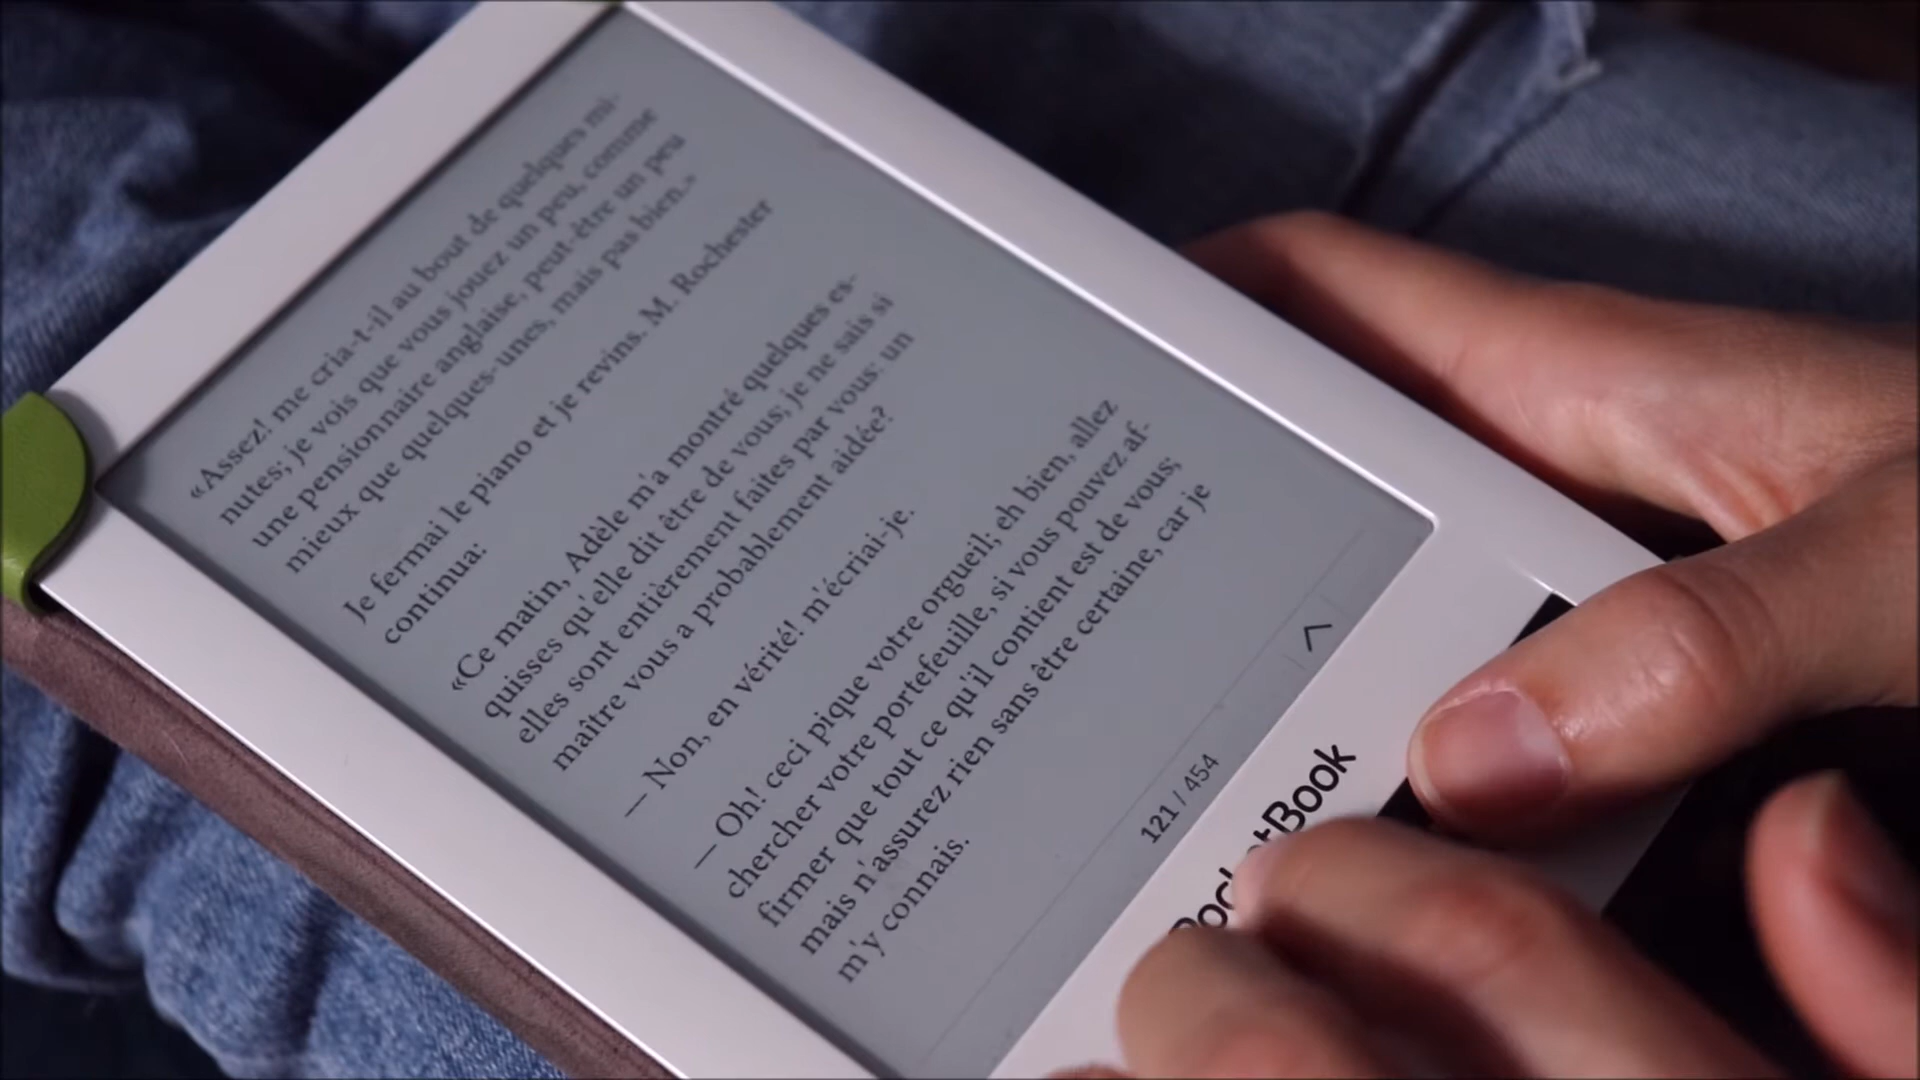 «Assez! me cria-t-il au bout de quelques mi-
nutes; je vois que vous jouez un peu, comme
une pensionnaire anglaise, peut-être un peu
mieux que quelques-unes, mais pas bien.»
Je fermai le piano et je revins. M. Rochester
continua:
«Ce matin, Adèle m'a montré quelques es-
quisses qu'elle dit être de vous; je ne sais si
elles sont entièrement faites par vous: un
maître vous a probablement aidée?
— Non, en vérité! m'écriai-je.
— Oh! ceci pique votre orgueil; eh bien, allez
chercher votre portefeuille, si vous pouvez af-
firmer que tout ce qu'il contient est de vous;
mais n'assurez rien sans être certaine, car je
m'y connais.
121 / 454
PocketBook